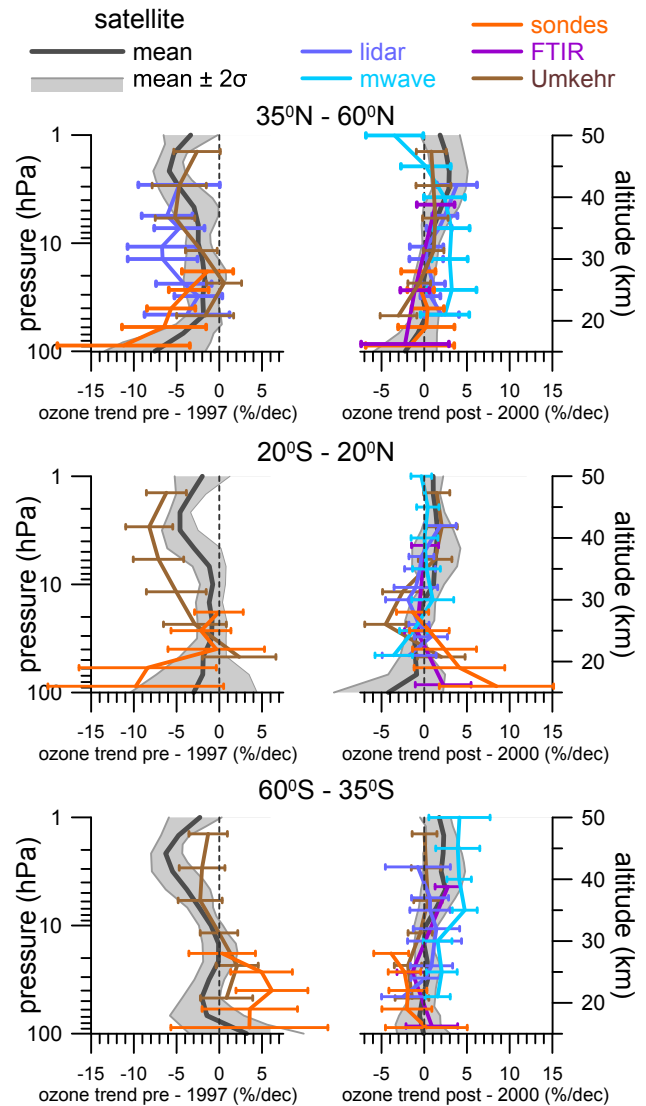 satellite
mean
mean ± 2σ
lidar
mwave
sondes
FTIR
Umkehr
35⁰N - 60⁰N
pressure (hPa)
1
10
100
-15 -10 -5 0 5
ozone trend pre - 1997 (%/dec)
-5 0 5 10 15
ozone trend post - 2000 (%/dec)
50
40
30
20
altitude (km)
20⁰S - 20⁰N
pressure (hPa)
1
10
100
-15 -10 -5 0 5
ozone trend pre - 1997 (%/dec)
-5 0 5 10 15
ozone trend post - 2000 (%/dec)
50
40
30
20
altitude (km)
60⁰S - 35⁰S
pressure (hPa)
1
10
100
-15 -10 -5 0 5
ozone trend pre - 1997 (%/dec)
-5 0 5 10 15
ozone trend post - 2000 (%/dec)
50
40
30
20
altitude (km)